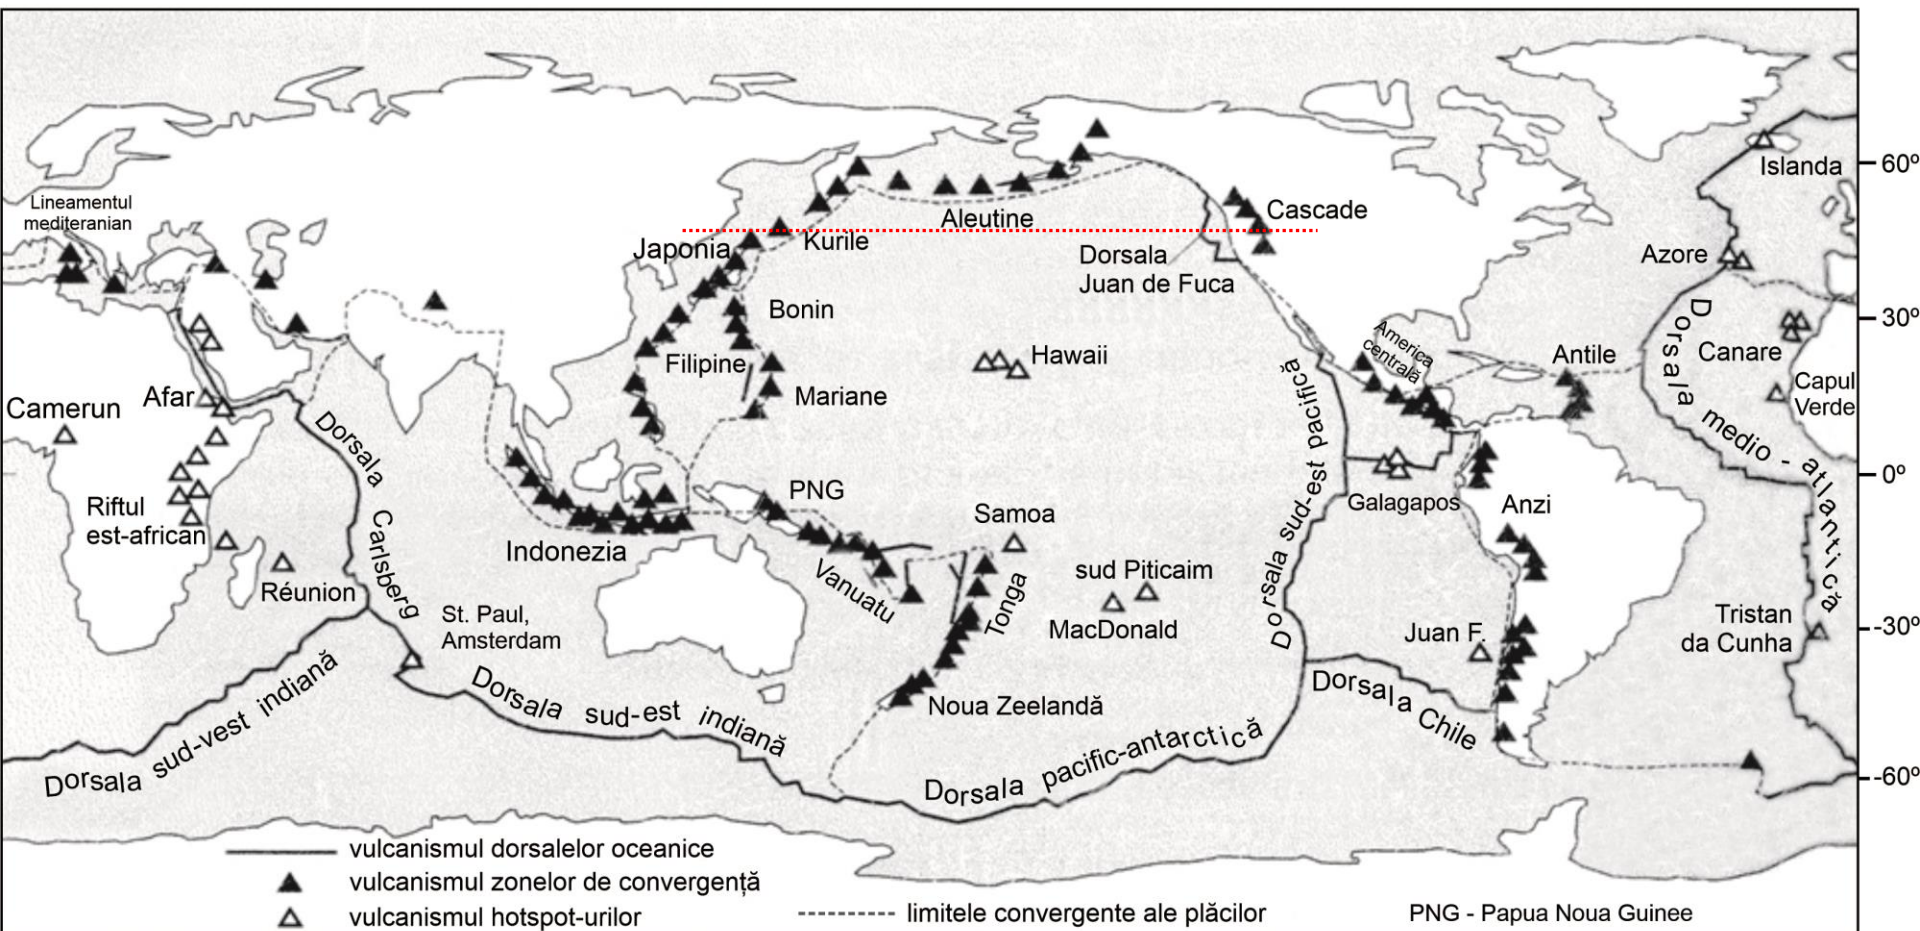 60º
Islanda
Lineamentul
mediteranian
Cascade
Aleutine
Kurile
Japonia
Dorsala
Juan de Fuca
Azore
Bonin
30º
Dorsala medio - atlantică
America
centrală
Hawaii
Antile
Canare
Filipine
Capul
Verde
Mariane
Afar
Camerun
Dorsala Carlsberg
Dorsala sud-est pacifică
0º
PNG
Galagapos
Anzi
Riftul
est-african
Samoa
Indonezia
sud Piticaim
Vanuatu
Réunion
Tonga
St. Paul,
Amsterdam
MacDonald
Juan F.
Tristan
da Cunha
-30º
Dorsala sud-vest indiană
Dorsala sud-est indiană
Noua Zeelandă
Dorsala Chile
Dorsala pacific-antarctică
-60º
vulcanismul dorsalelor oceanice
vulcanismul zonelor de convergență
vulcanismul hotspot-urilor
limitele convergente ale plăcilor
PNG - Papua Noua Guinee